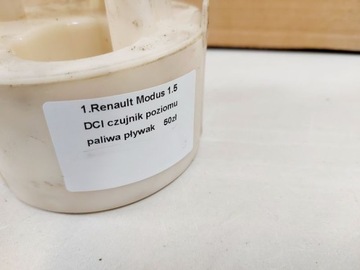 1.Renault Modus 1.5
DCI czujnik poziomu
paliwa pływak 50zł